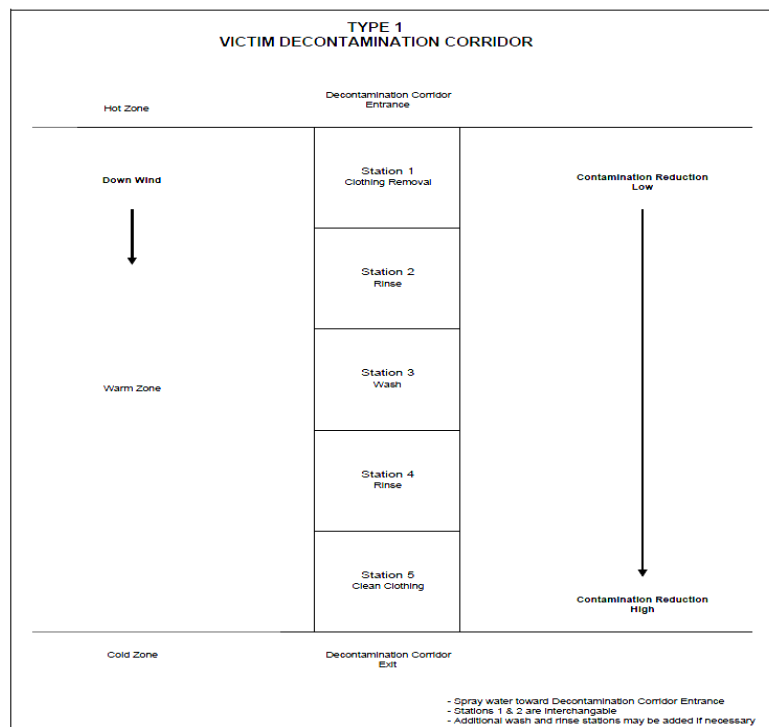 TYPE 1
VICTIM DECONTAMINATION CORRIDOR
Decontamination Corridor
Entrance
Hot Zone
Station 1
Clothing Removal
Down Wind
Contamination Reduction
Low
Station 2
Rinse
Station 3
Wash
Warm Zone
Station 4
Rinse
Station 5
Clean Clothing
Contamination Reduction
High
Cold Zone
Decontamination Corridor
Exit
- Spray water toward Decontamination Corridor Entrance
- Stations 1 & 2 are interchangable
- Additional wash and rinse stations may be added if necessary